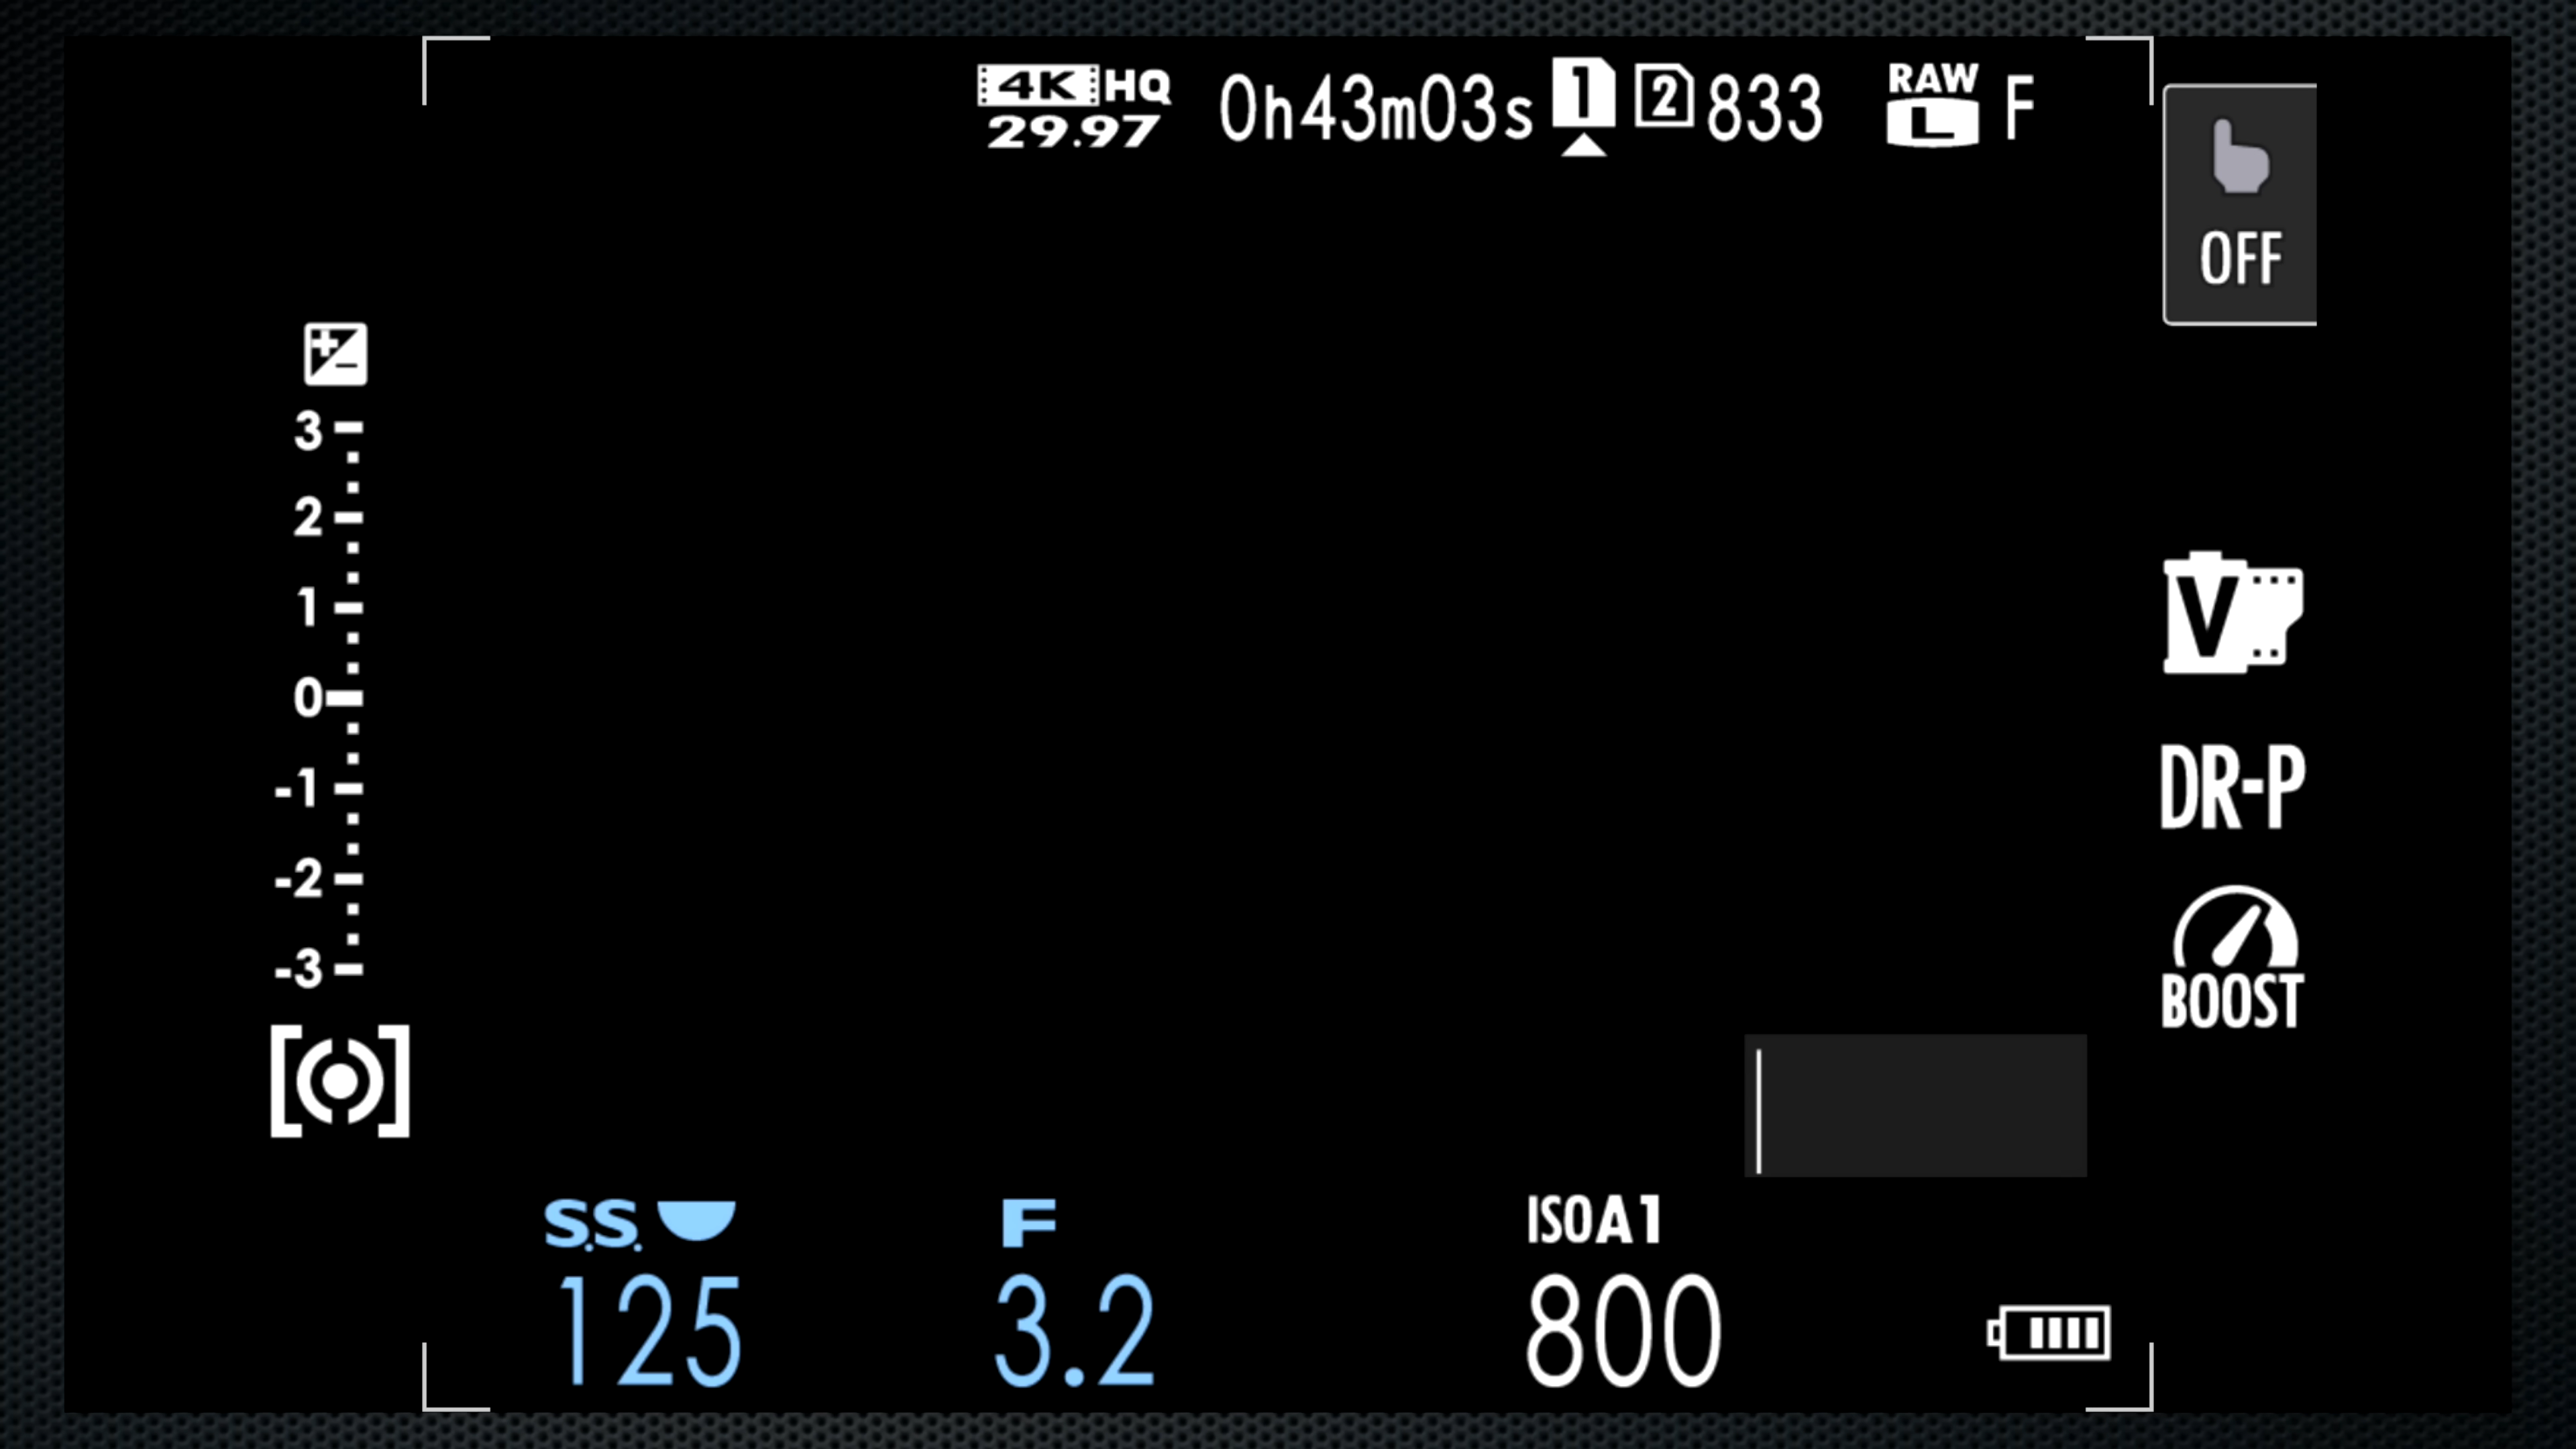 4K HQ 29.97 0h43m03s 1 2 833 RAW L F
OFF
3
2
1
0
-1
-2
-3
V
DR-P
BOOST
S.S. F ISO A1
125 3.2 800